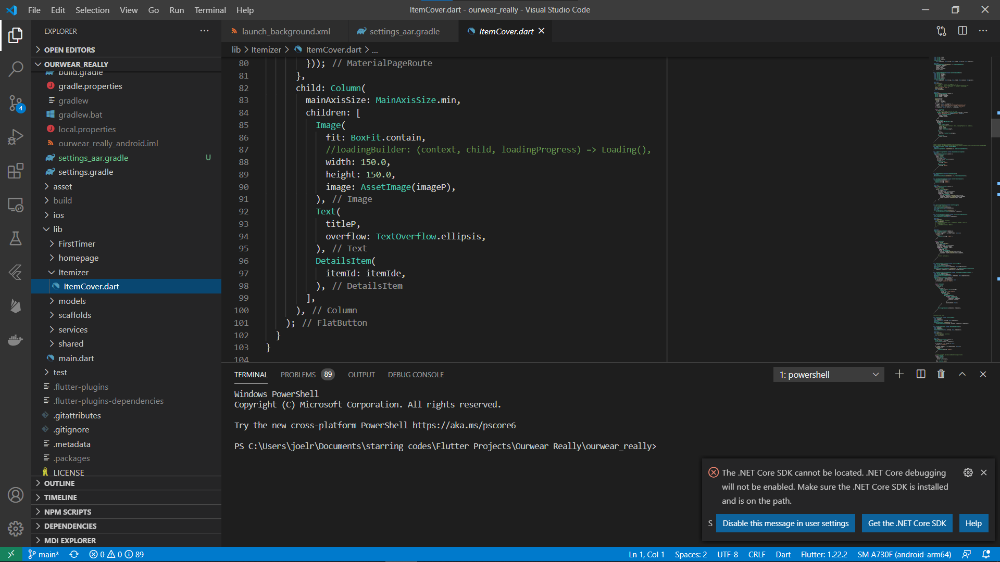 File Edit Selection View Go Run Terminal Help
ItemCover.dart - ourwear_really - Visual Studio Code
EXPLORER
OPEN EDITORS
OURWEAR_REALLY
build.gradle
gradle.properties
gradlew
gradlew.bat
local.properties
ourwear_really_android.iml
settings_aar.gradle U
settings.gradle
asset
build
ios
lib
FirstTimer
homepage
Itemizer
ItemCover.dart
models
scaffolds
services
shared
main.dart
test
.flutter-plugins
.flutter-plugins-dependencies
.gitattributes
.gitignore
.metadata
.packages
LICENSE
OUTLINE
TIMELINE
NPM SCRIPTS
DEPENDENCIES
MDI EXPLORER
4
launch_background.xml settings_aar.gradle ItemCover.dart
lib > Itemizer > ItemCover.dart > ...
80 })); // MaterialPageRoute
81 },
82 child: Column(
83 mainAxisSize: MainAxisSize.min,
84 children: [
85 Image(
86 fit: BoxFit.contain,
87 //loadingBuilder: (context, child, loadingProgress) => Loading(),
88 width: 150.0,
89 height: 150.0,
90 image: AssetImage(imageP),
91 ), // Image
92 Text(
93 titleP,
94 overflow: TextOverflow.ellipsis,
95 ), // Text
96 DetailsItem(
97 itemId: itemIde,
98 ), // DetailsItem
99 ],
100 ), // Column
101 ); // FlatButton
102 }
103 }
104
TERMINAL PROBLEMS 89 OUTPUT DEBUG CONSOLE
1: powershell
Windows PowerShell
Copyright (C) Microsoft Corporation. All rights reserved.
Try the new cross-platform PowerShell https://aka.ms/pscore6
PS C:\Users\joelr\Documents\starring codes\Flutter Projects\Ourwear Really\ourwear_really>
The .NET Core SDK cannot be located. .NET Core debugging
will not be enabled. Make sure the .NET Core SDK is installed
and is on the path.
S Disable this message in user settings Get the .NET Core SDK Help
main* 0 0 89
Ln 1, Col 1 Spaces: 2 UTF-8 CRLF Dart Flutter: 1.22.2 SM A730F (android-arm64)